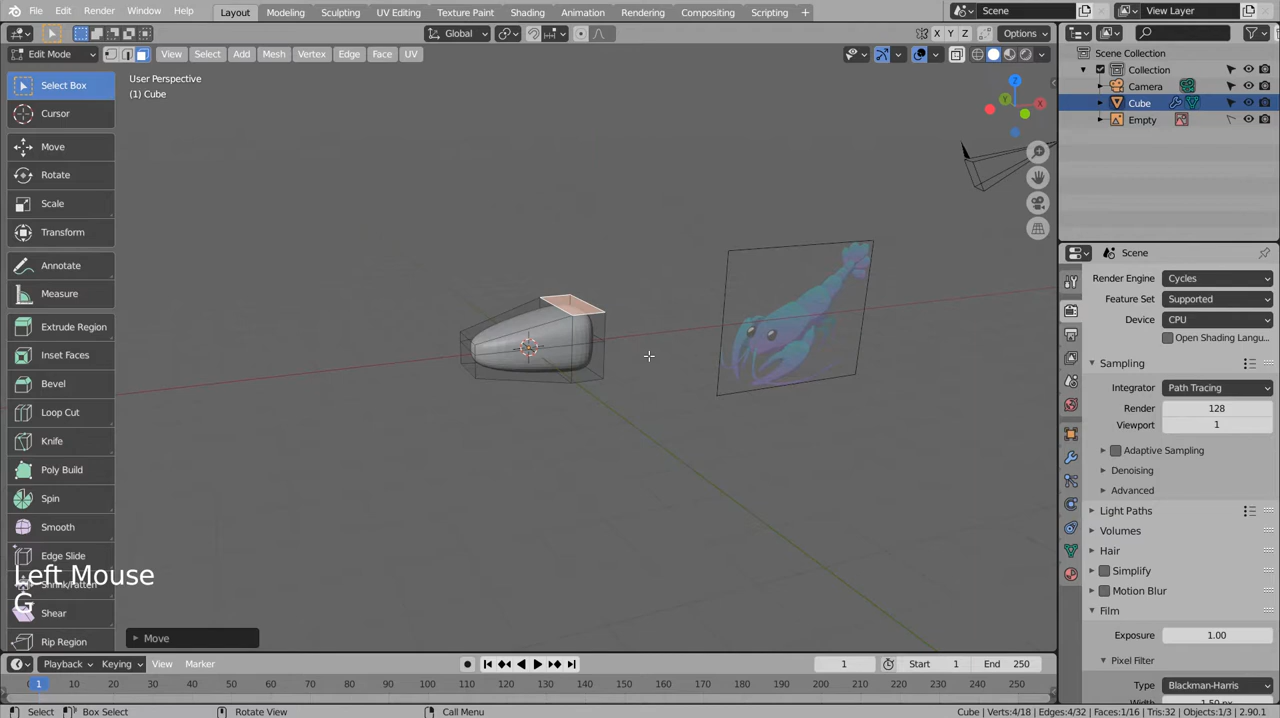 File Edit Render Window Help Layout Modeling Sculpting UV Editing Texture Paint Shading Animation Rendering Compositing Scripting + Scene View Layer
Global X Y Z Options
Edit Mode View Select Add Mesh Vertex Edge Face UV
User Perspective
(1) Cube
Select Box
Cursor
Move
Rotate
Scale
Transform
Annotate
Measure
Extrude Region
Inset Faces
Bevel
Loop Cut
Knife
Poly Build
Spin
Smooth
Edge Slide
Shear
Rip Region
Left Mouse
G
Move
Z
Y
X
Scene Collection
Collection
Camera
Cube
Empty
Scene
Render Engine Cycles
Feature Set Supported
Device CPU
Open Shading Langu...
Sampling
Integrator Path Tracing
Render 128
Viewport 1
Adaptive Sampling
Denoising
Advanced
Light Paths
Volumes
Hair
Simplify
Motion Blur
Film
Exposure 1.00
Pixel Filter
Type Blackman-Harris
Playback Keying View Marker 1 Start 1 End 250
1 10 20 30 40 50 60 70 80 90 100 110 120 130 140 150 160 170 180 190 200 210 220 230 240 250
Select Box Select Rotate View Call Menu Cube | Verts:4/18 | Edges:4/32 | Faces:1/16 | Tris:32 | Objects:1/3 | 2.90.1